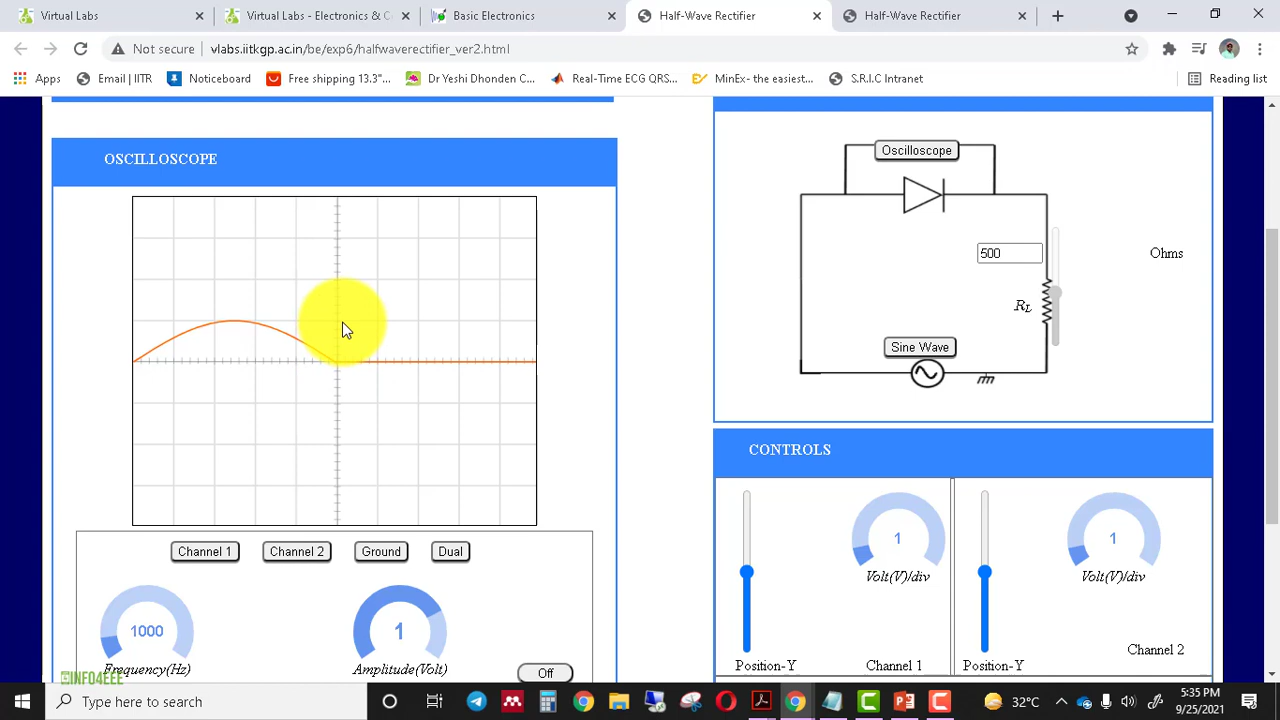 Virtual Labs - Electronics & C
Basic Electronics
Half-Wave Rectifier
Half-Wave Rectifier
Not secure
vlabs.iitkgp.ac.in/be/exp6/halfwaverectifier_ver2.html
Apps
Email | IITR
Noticeboard
Free shipping 13.3"...
Dr Yeshi Dhonden C...
Real-Time ECG QRS...
MinEx- the easiest...
S.R.I.C Intranet
Reading list
OSCILLOSCOPE
Oscilloscope
500
Ohms
RL
Sine Wave
CONTROLS
1
Volt(V)/div
1
Volt(V)/div
Position-Y
Channel 1
Position-Y
Channel 2
Channel 1
Channel 2
Ground
Dual
1000
Frequency(Hz)
1
Amplitude(Volt)
Off
INFO4EEE
Type here to search
32°C
5:35 PM
9/25/2021